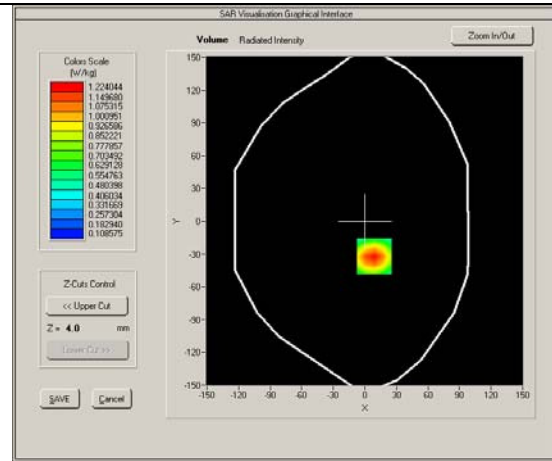 SAR Visualisation Graphical Interface
Volume Radiated Intensity
Zoom In/Out
Colors Scale
(W/kg)
1.224044
1.149680
1.075315
1.000951
0.926586
0.852221
0.777857
0.703492
0.629128
0.554763
0.480398
0.406034
0.331669
0.257304
0.182940
0.108575
Z-Cuts Control
<< Upper Cut
Z = 4.0 mm
Lower Cut >>
SAVE Cancel
150
120
90
60
30
0
-30
-60
-90
-120
-150
Y
-150 -120 -90 -60 -30 0 30 60 90 120 150
X